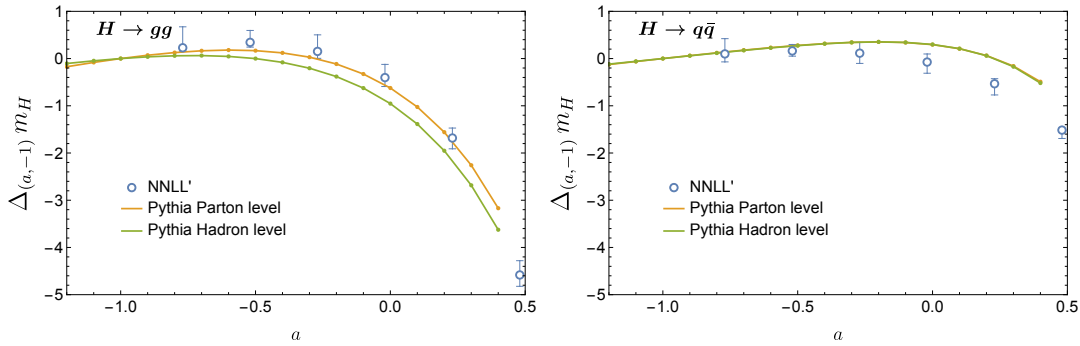 H → gg
1
0
−1
−2
−3
−4
−5
Δ(a,−1) m_H
NNLL'
Pythia Parton level
Pythia Hadron level
−1.0 −0.5 0.0 0.5
a
H → qq̄
1
0
−1
−2
−3
−4
−5
Δ(a,−1) m_H
NNLL'
Pythia Parton level
Pythia Hadron level
−1.0 −0.5 0.0 0.5
a